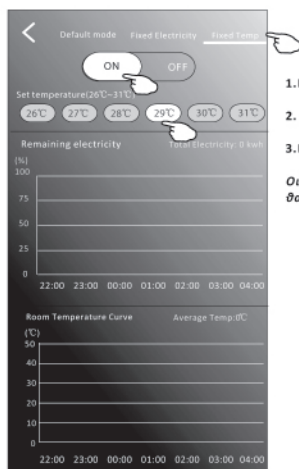 Default mode Fixed Electricity Fixed Temp
ON OFF
Set temperature(26℃~31℃)
26℃ 27℃ 28℃ 29℃ 30℃ 31℃
Remaining electricity Total Electricity: 0 kwh
(%)
100
75
50
25
0
22:00 23:00 00:00 01:00 02:00 03:00 04:00
Room Temperature Curve Average Temp:0℃
(℃)
50
40
30
20
10
0
22:00 23:00 00:00 01:00 02:00 03:00 04:00
1.
2.
3.